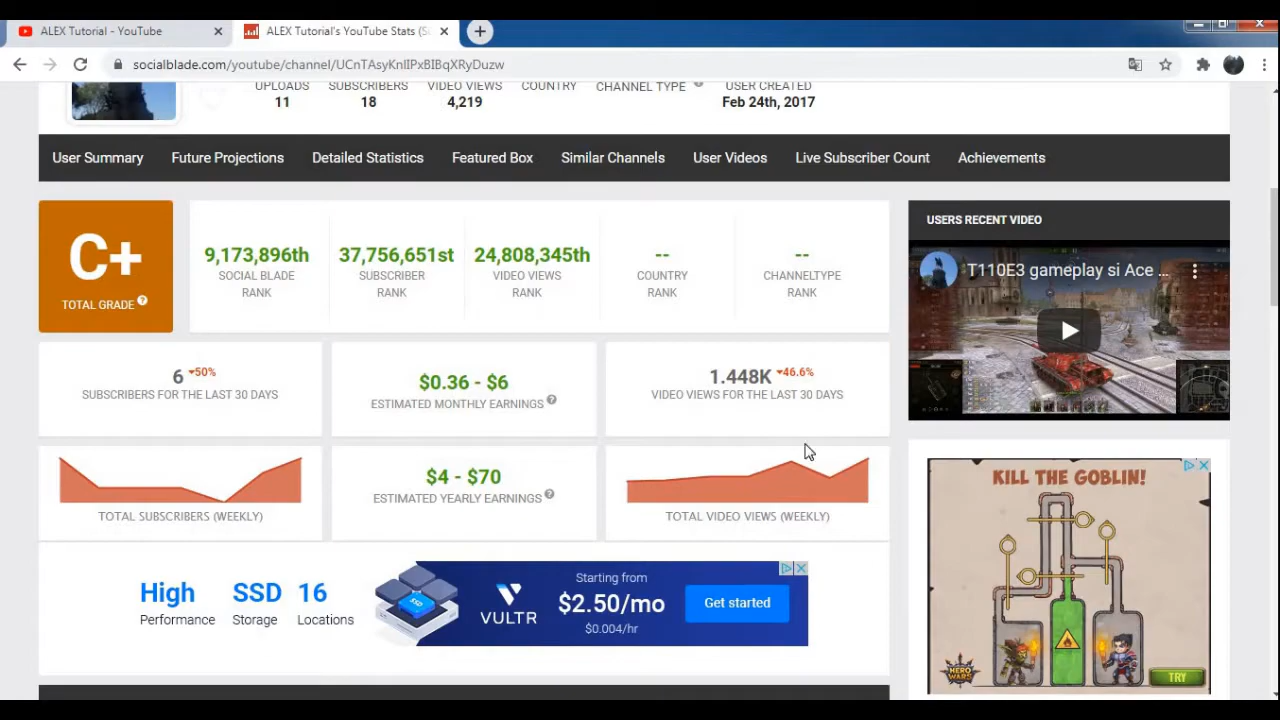 ALEX Tutorial - YouTube
ALEX Tutorial's YouTube Stats (S
socialblade.com/youtube/channel/UCnTAsyKnlIPxBIBqXRyDuzw
UPLOADS
11
SUBSCRIBERS
18
VIDEO VIEWS
4,219
COUNTRY
CHANNEL TYPE
USER CREATED
Feb 24th, 2017
User Summary
Future Projections
Detailed Statistics
Featured Box
Similar Channels
User Videos
Live Subscriber Count
Achievements
C+
TOTAL GRADE
9,173,896th
SOCIAL BLADE
RANK
37,756,651st
SUBSCRIBER
RANK
24,808,345th
VIDEO VIEWS
RANK
--
COUNTRY
RANK
--
CHANNELTYPE
RANK
USERS RECENT VIDEO
T110E3 gameplay si Ace ...
6 50%
SUBSCRIBERS FOR THE LAST 30 DAYS
$0.36 - $6
ESTIMATED MONTHLY EARNINGS
1.448K 46.6%
VIDEO VIEWS FOR THE LAST 30 DAYS
TOTAL SUBSCRIBERS (WEEKLY)
$4 - $70
ESTIMATED YEARLY EARNINGS
TOTAL VIDEO VIEWS (WEEKLY)
High
Performance
SSD
Storage
16
Locations
VULTR
Starting from
$2.50/mo
$0.004/hr
Get started
KILL THE GOBLIN!
HERO
WARS
TRY